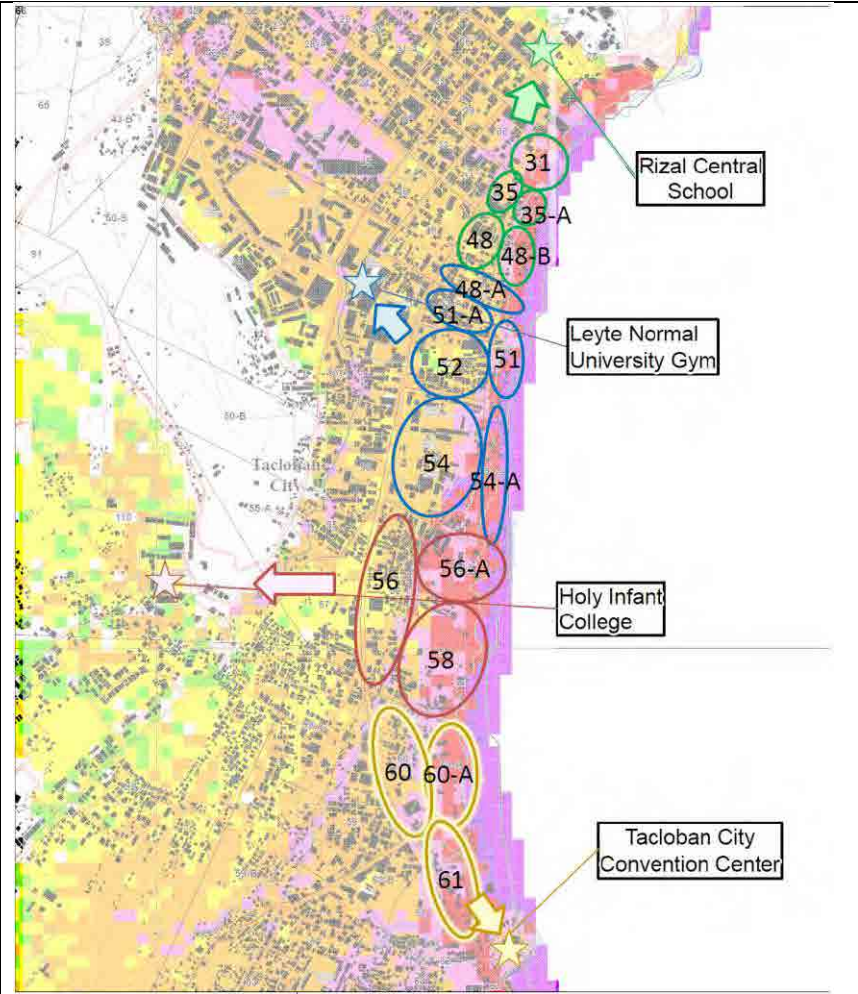 31
35
35-A
48
48-B
48-A
51-A
52
51
54
54-A
56-A
56
58
60
60-A
61
Rizal Central
School
Leyte Normal
University Gym
Holy Infant
College
Tacloban City
Convention Center
Tacloban
City
110